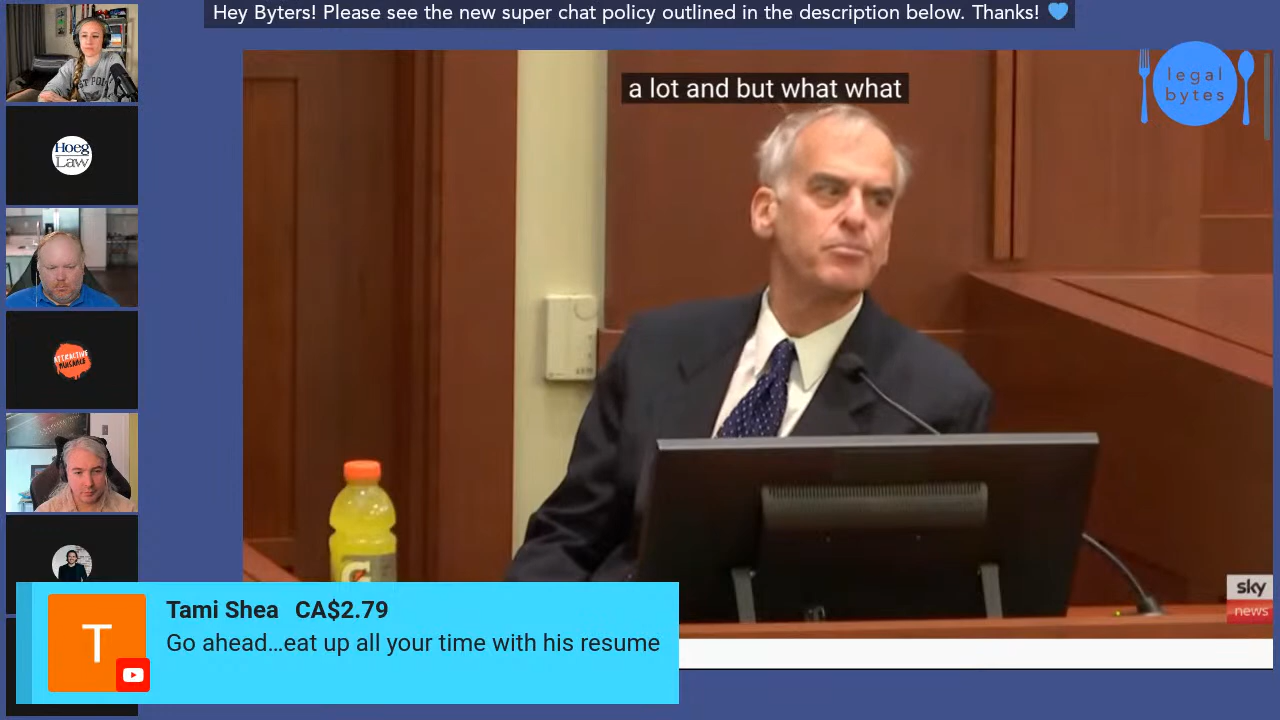 Hey Byters! Please see the new super chat policy outlined in the description below. Thanks! 💙
legal
bytes
a lot and but what what
Hoeg
Law
ATTRACTIVE
NUISANCE
G
sky
news
T
Tami Shea CA$2.79
Go ahead...eat up all your time with his resume